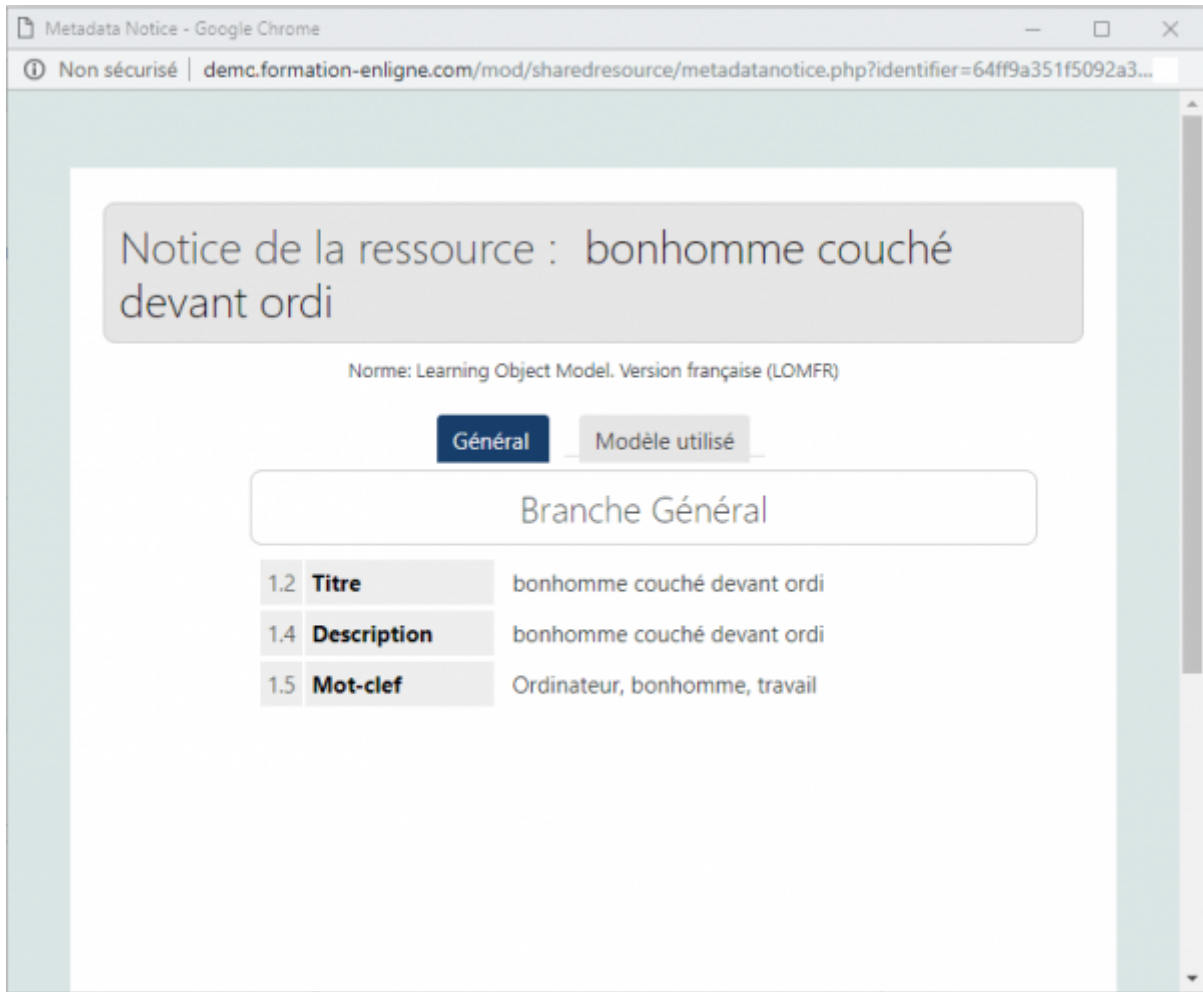 Metadata Notice - Google Chrome
Non sécurisé | demc.formation-enligne.com/mod/sharedresource/metadatanotice.php?identifier=64ff9a351f5092a3...
Notice de la ressource : bonhomme couché
devant ordi
Norme: Learning Object Model. Version française (LOMFR)
Général Modèle utilisé
Branche Général
1.2 Titre bonhomme couché devant ordi
1.4 Description bonhomme couché devant ordi
1.5 Mot-clef Ordinateur, bonhomme, travail